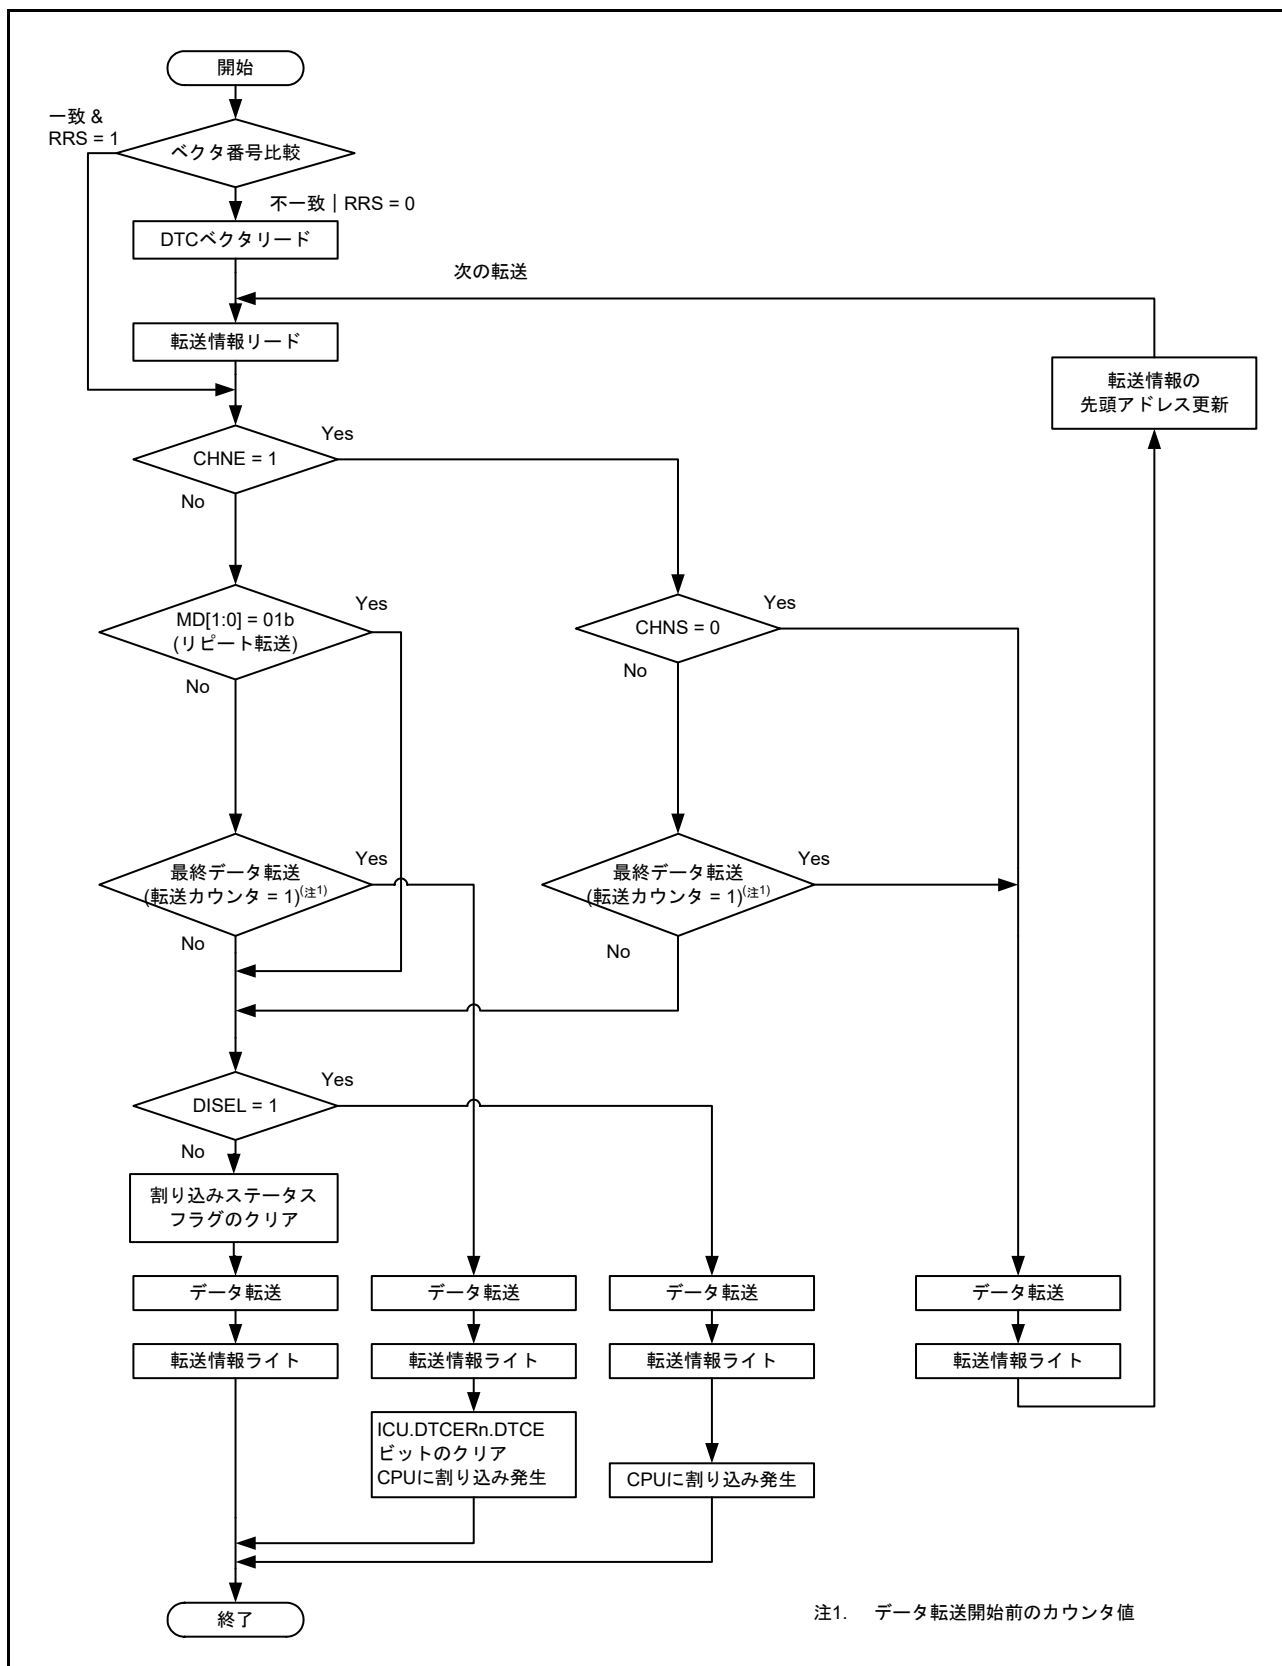 開始
一致 &
RRS = 1
ベクタ番号比較
不一致 | RRS = 0
DTCベクタリード
次の転送
転送情報リード
転送情報の
先頭アドレス更新
Yes
CHNE = 1
No
MD[1:0] = 01b
(リピート転送)
Yes
No
CHNS = 0
Yes
No
最終データ転送
(転送カウンタ = 1)(注1)
Yes
No
最終データ転送
(転送カウンタ = 1)(注1)
Yes
No
DISEL = 1
Yes
No
割り込みステータス
フラグのクリア
データ転送
データ転送
データ転送
データ転送
転送情報ライト
転送情報ライト
転送情報ライト
転送情報ライト
ICU.DTCERn.DTCE
ビットのクリア
CPUに割り込み発生
CPUに割り込み発生
終了
注1. データ転送開始前のカウンタ値